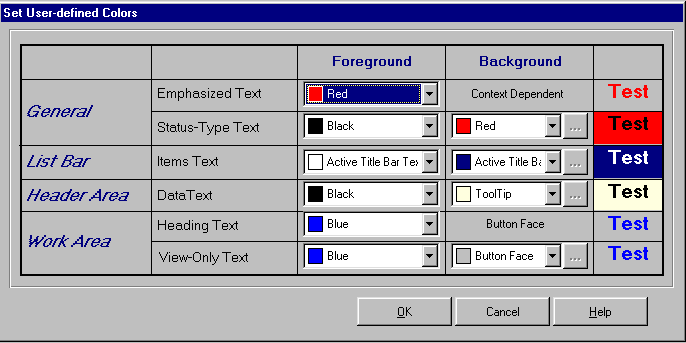 Set User-defined Colors
Foreground Background
General Emphasized Text Red Context Dependent Test
Status-Type Text Black Red ... Test
List Bar Items Text Active Title Bar Tex Active Title Ba ... Test
Header Area DataText Black ToolTip ... Test
Work Area Heading Text Blue Button Face Test
View-Only Text Blue Button Face ... Test
OK Cancel Help